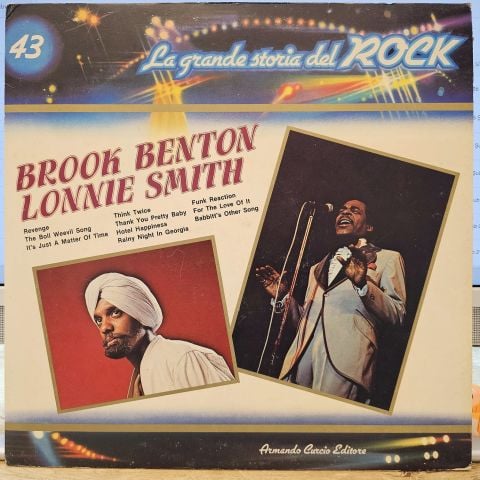 43
La grande storia del ROCK
BROOK BENTON
LONNIE SMITH
Revenge
The Boll Weevil Song
It's Just A Matter Of Time
Think Twice
Thank You Pretty Baby
Hotel Happiness
Rainy Night In Georgia
Funk Reaction
For The Love Of It
Babbitt's Other Song
Armando Curcio Editore